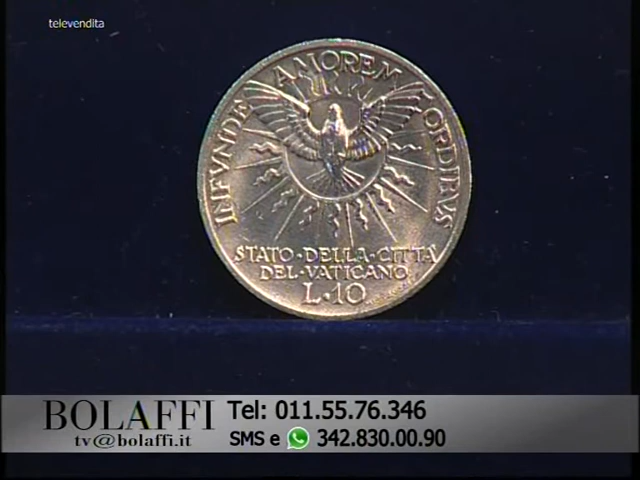 televendita
INFVNDE AMOREM CORDIBVS
STATO·DELLA·CITTÀ
DEL·VATICANO
L·10
BOLAFFI
tv@bolaffi.it
Tel: 011.55.76.346
SMS e 342.830.00.90